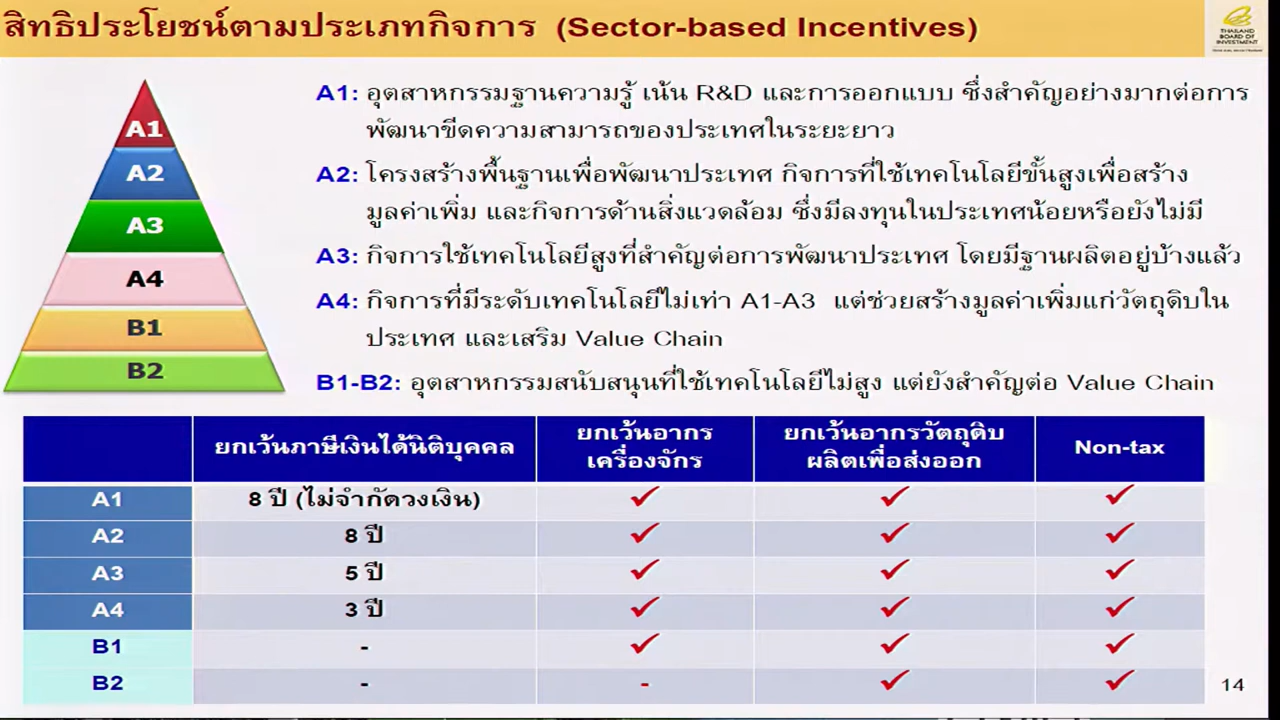 สิทธิประโยชน์ตามประเภทกิจการ (Sector-based Incentives)
THAILAND
BOARD OF
INVESTMENT
A1
A2
A3
A4
B1
B2
A1: อุตสาหกรรมฐานความรู้ เน้น R&D และการออกแบบ ซึ่งสำคัญอย่างมากต่อการ
พัฒนาขีดความสามารถของประเทศในระยะยาว
A2: โครงสร้างพื้นฐานเพื่อพัฒนาประเทศ กิจการที่ใช้เทคโนโลยีขั้นสูงเพื่อสร้าง
มูลค่าเพิ่ม และกิจการด้านสิ่งแวดล้อม ซึ่งมีลงทุนในประเทศน้อยหรือยังไม่มี
A3: กิจการใช้เทคโนโลยีสูงที่สำคัญต่อการพัฒนาประเทศ โดยมีฐานผลิตอยู่บ้างแล้ว
A4: กิจการที่มีระดับเทคโนโลยีไม่เท่า A1-A3 แต่ช่วยสร้างมูลค่าเพิ่มแก่วัตถุดิบใน
ประเทศ และเสริม Value Chain
B1-B2: อุตสาหกรรมสนับสนุนที่ใช้เทคโนโลยีไม่สูง แต่ยังสำคัญต่อ Value Chain
ยกเว้นภาษีเงินได้นิติบุคคล ยกเว้นอากร ยกเว้นอากรวัตถุดิบ Non-tax
เครื่องจักร ผลิตเพื่อส่งออก
A1 8 ปี (ไม่จำกัดวงเงิน) ✓ ✓ ✓
A2 8 ปี ✓ ✓ ✓
A3 5 ปี ✓ ✓ ✓
A4 3 ปี ✓ ✓ ✓
B1 - ✓ ✓ ✓
B2 - - ✓ ✓
14